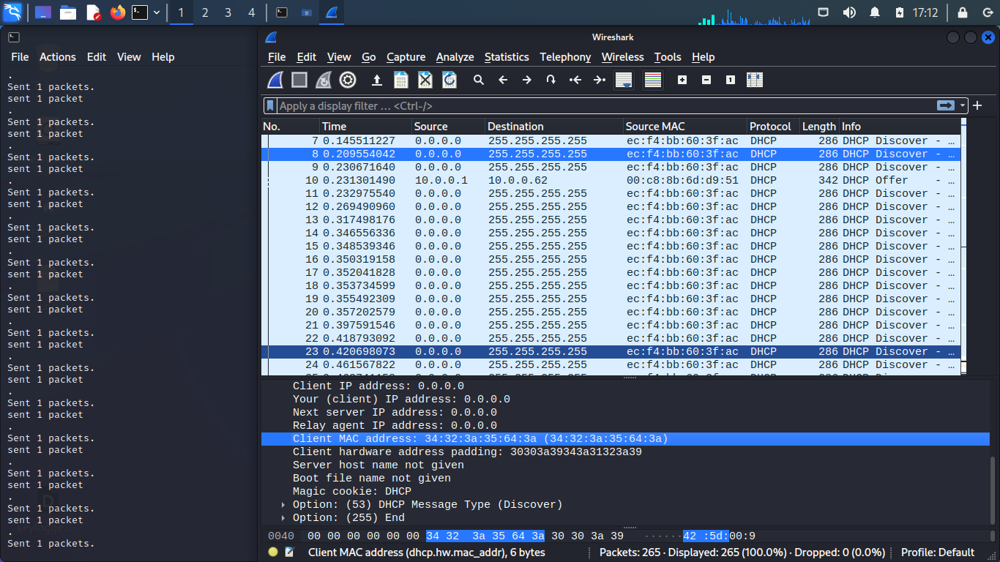 1 2 3 4 17:12
File Actions Edit View Help
.
Sent 1 packets.
sent 1 packet
.
Sent 1 packets.
sent 1 packet
.
Sent 1 packets.
sent 1 packet
.
Sent 1 packets.
sent 1 packet
.
Sent 1 packets.
sent 1 packet
.
Sent 1 packets.
sent 1 packet
.
Sent 1 packets.
sent 1 packet
.
Sent 1 packets.
sent 1 packet
.
Sent 1 packets.
sent 1 packet
.
Sent 1 packets.
sent 1 packet
.
Sent 1 packets.
sent 1 packet
.
Sent 1 packets.
sent 1 packet
.
Sent 1 packets.
sent 1 packet
.
Sent 1 packets.
Wireshark
File Edit View Go Capture Analyze Statistics Telephony Wireless Tools Help
Apply a display filter … <Ctrl-/>
No. Time Source Destination Source MAC Protocol Length Info
7 0.145511227 0.0.0.0 255.255.255.255 ec:f4:bb:60:3f:ac DHCP 286 DHCP Discover - …
8 0.209554042 0.0.0.0 255.255.255.255 ec:f4:bb:60:3f:ac DHCP 286 DHCP Discover - …
9 0.230671640 0.0.0.0 255.255.255.255 ec:f4:bb:60:3f:ac DHCP 286 DHCP Discover - …
10 0.231301490 10.0.0.1 10.0.0.62 00:c8:8b:6d:d9:51 DHCP 342 DHCP Offer - …
11 0.232975540 0.0.0.0 255.255.255.255 ec:f4:bb:60:3f:ac DHCP 286 DHCP Discover - …
12 0.269490960 0.0.0.0 255.255.255.255 ec:f4:bb:60:3f:ac DHCP 286 DHCP Discover - …
13 0.317498176 0.0.0.0 255.255.255.255 ec:f4:bb:60:3f:ac DHCP 286 DHCP Discover - …
14 0.346556336 0.0.0.0 255.255.255.255 ec:f4:bb:60:3f:ac DHCP 286 DHCP Discover - …
15 0.348539346 0.0.0.0 255.255.255.255 ec:f4:bb:60:3f:ac DHCP 286 DHCP Discover - …
16 0.350319158 0.0.0.0 255.255.255.255 ec:f4:bb:60:3f:ac DHCP 286 DHCP Discover - …
17 0.352041828 0.0.0.0 255.255.255.255 ec:f4:bb:60:3f:ac DHCP 286 DHCP Discover - …
18 0.353734599 0.0.0.0 255.255.255.255 ec:f4:bb:60:3f:ac DHCP 286 DHCP Discover - …
19 0.355492309 0.0.0.0 255.255.255.255 ec:f4:bb:60:3f:ac DHCP 286 DHCP Discover - …
20 0.357202579 0.0.0.0 255.255.255.255 ec:f4:bb:60:3f:ac DHCP 286 DHCP Discover - …
21 0.397591546 0.0.0.0 255.255.255.255 ec:f4:bb:60:3f:ac DHCP 286 DHCP Discover - …
22 0.418793092 0.0.0.0 255.255.255.255 ec:f4:bb:60:3f:ac DHCP 286 DHCP Discover - …
23 0.420698073 0.0.0.0 255.255.255.255 ec:f4:bb:60:3f:ac DHCP 286 DHCP Discover - …
24 0.461567822 0.0.0.0 255.255.255.255 ec:f4:bb:60:3f:ac DHCP 286 DHCP Discover - …
Client IP address: 0.0.0.0
Your (client) IP address: 0.0.0.0
Next server IP address: 0.0.0.0
Relay agent IP address: 0.0.0.0
Client MAC address: 34:32:3a:35:64:3a (34:32:3a:35:64:3a)
Client hardware address padding: 30303a39343a31323a39
Server host name not given
Boot file name not given
Magic cookie: DHCP
Option: (53) DHCP Message Type (Discover)
Option: (255) End
0040 00 00 00 00 00 00 34 32 3a 35 64 3a 30 30 3a 39 ······42 :5d:00:9
Client MAC address (dhcp.hw.mac_addr), 6 bytes Packets: 265 · Displayed: 265 (100.0%) · Dropped: 0 (0.0%) Profile: Default